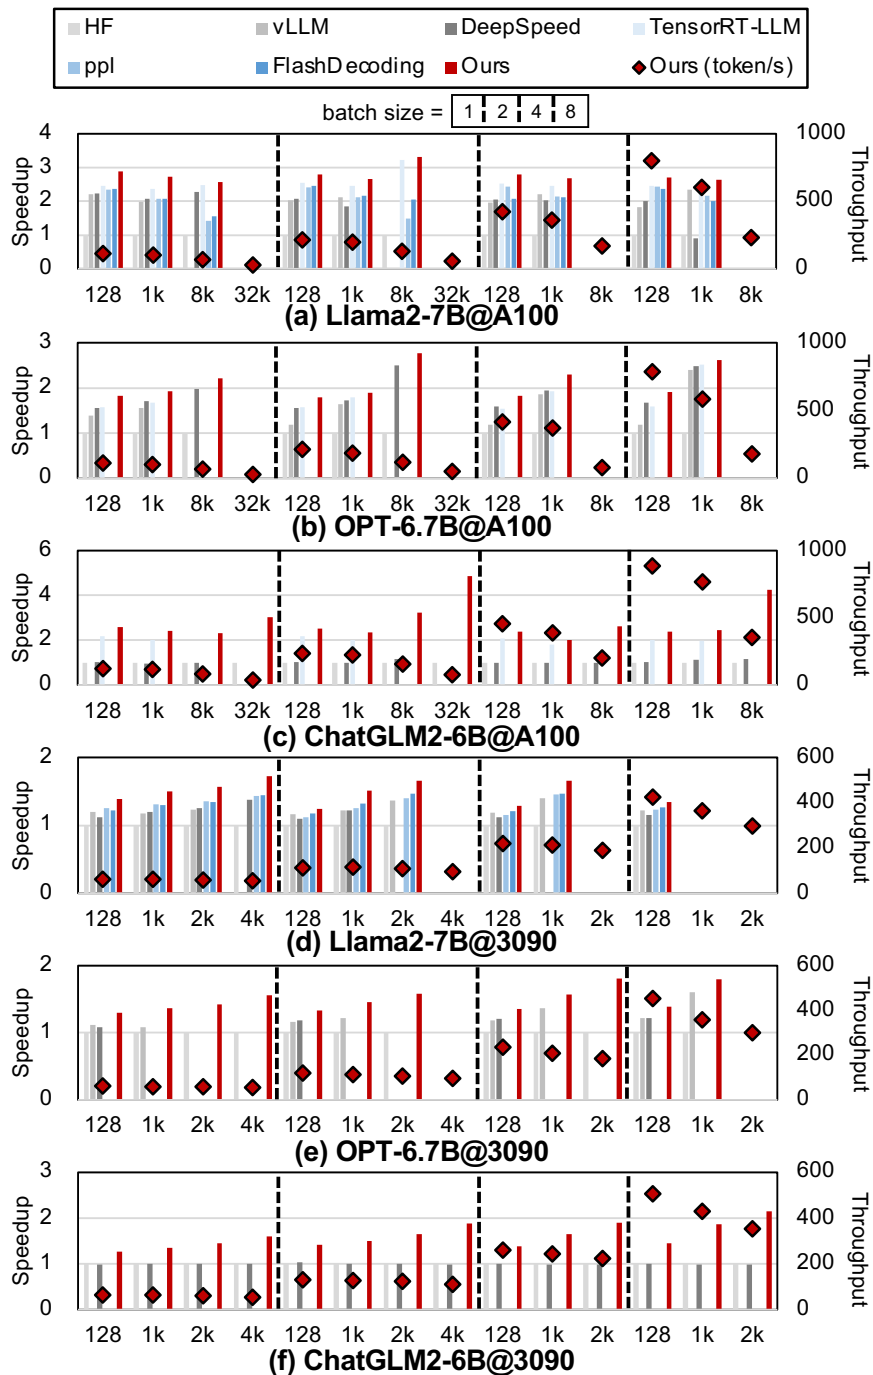 HF vLLM DeepSpeed TensorRT-LLM
ppl FlashDecoding Ours Ours (token/s)
batch size = 1 2 4 8
4 1000
3
2 500
1
0 0
Speedup Throughput
128 1k 8k 32k 128 1k 8k 32k 128 1k 8k 128 1k 8k
(a) Llama2-7B@A100
3 1000
2
500
1
0 0
Speedup Throughput
128 1k 8k 32k 128 1k 8k 32k 128 1k 8k 128 1k 8k
(b) OPT-6.7B@A100
6 1000
4
500
2
0 0
Speedup Throughput
128 1k 8k 32k 128 1k 8k 32k 128 1k 8k 128 1k 8k
(c) ChatGLM2-6B@A100
2 600
400
1
200
0 0
Speedup Throughput
128 1k 2k 4k 128 1k 2k 4k 128 1k 2k 128 1k 2k
(d) Llama2-7B@3090
2 600
400
1
200
0 0
Speedup Throughput
128 1k 2k 4k 128 1k 2k 4k 128 1k 2k 128 1k 2k
(e) OPT-6.7B@3090
3 600
2 400
1 200
0 0
Speedup Throughput
128 1k 2k 4k 128 1k 2k 4k 128 1k 2k 128 1k 2k
(f) ChatGLM2-6B@3090